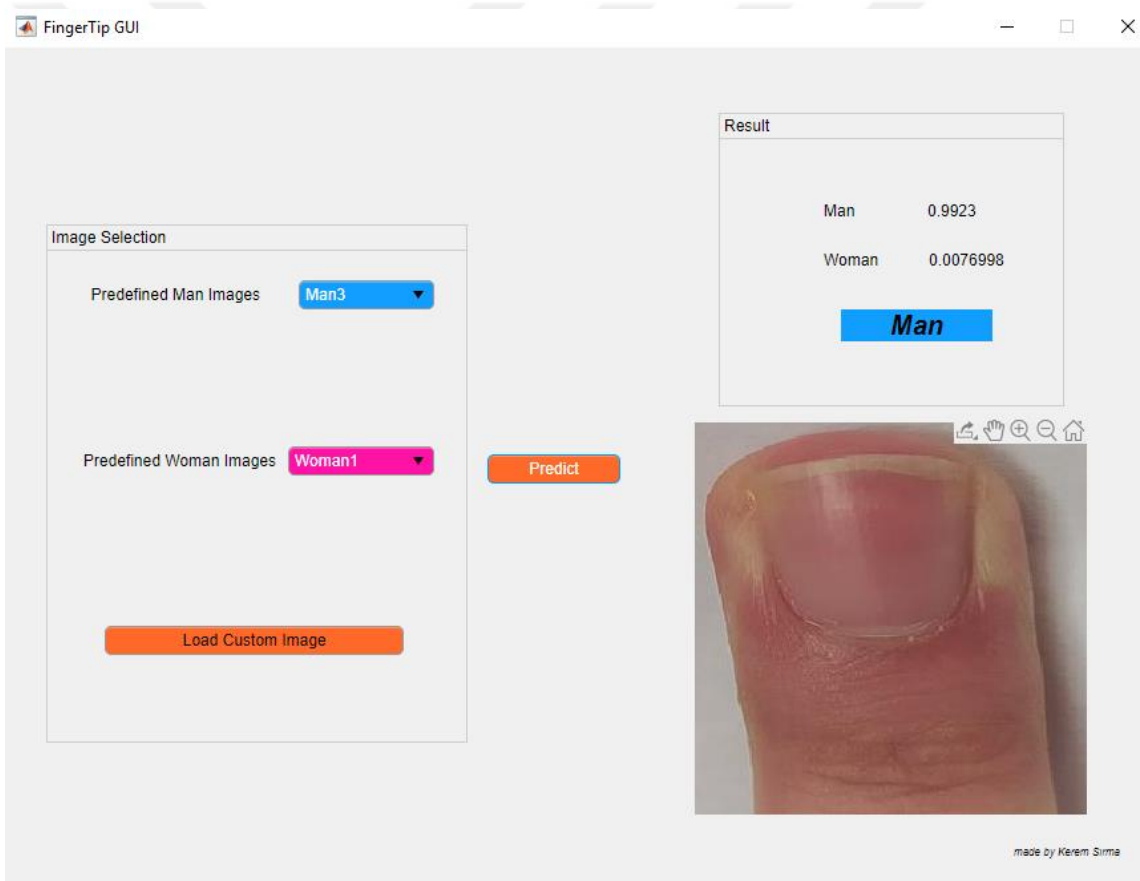 FingerTip GUI
Result
Man 0.9923
Woman 0.0076998
Man
Image Selection
Predefined Man Images Man3
Predefined Woman Images Woman1
Predict
Load Custom Image
made by Kerem Sırma